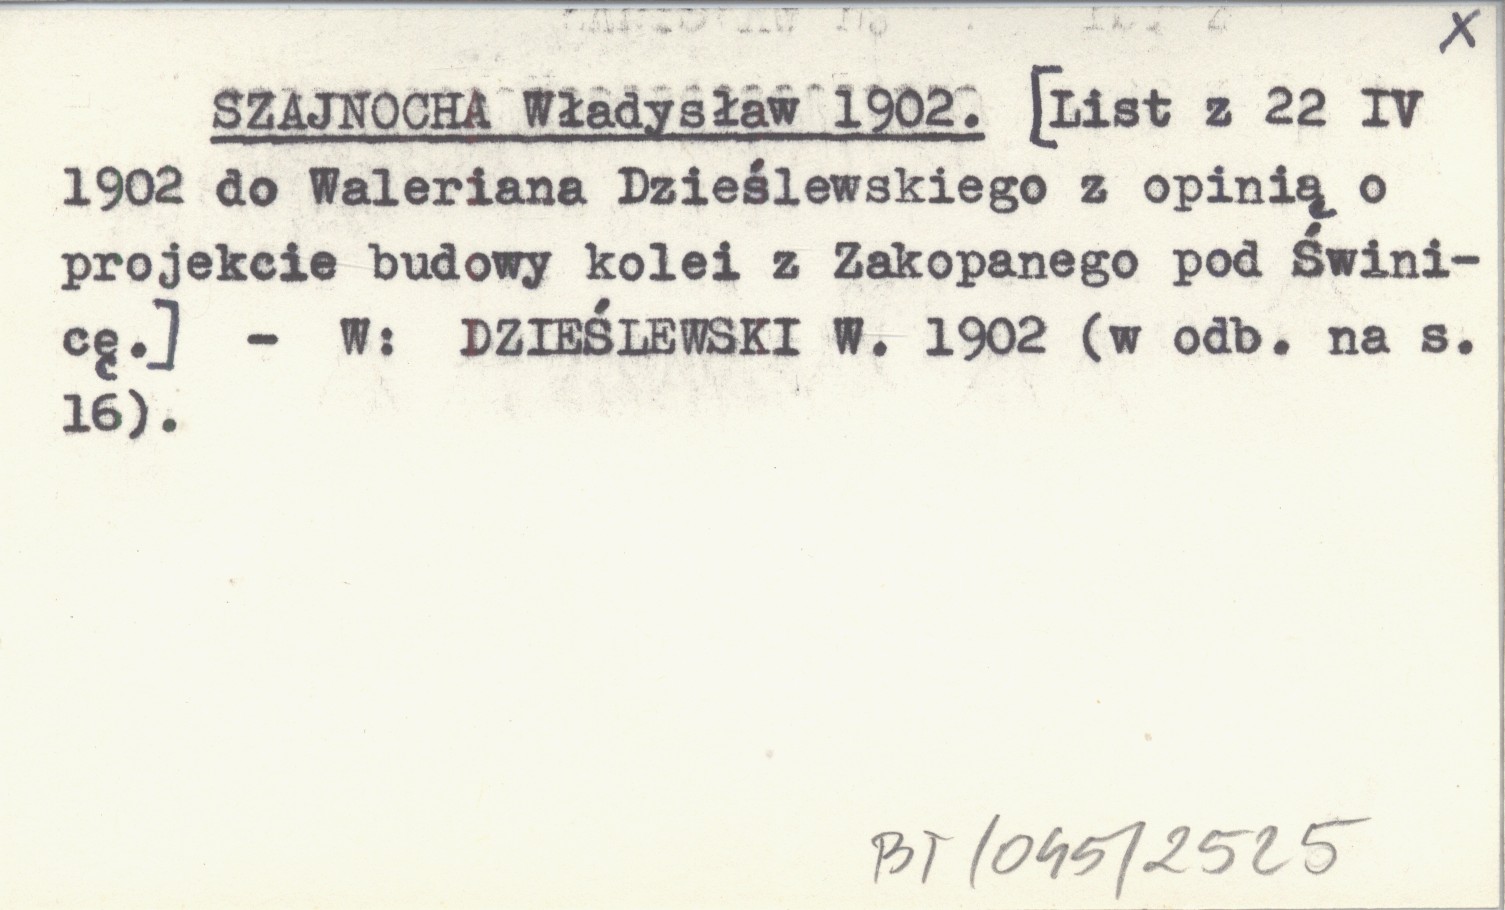 X
SZAJNOCHA Władysław 1902. [List z 22 IV
1902 do Waleriana Dzieślewskiego z opinią o
projekcie budowy kolei z Zakopanego pod Świni-
cę.] - W: DZIEŚLEWSKI W. 1902 (w odb. na s.
16).
BT/045/2525